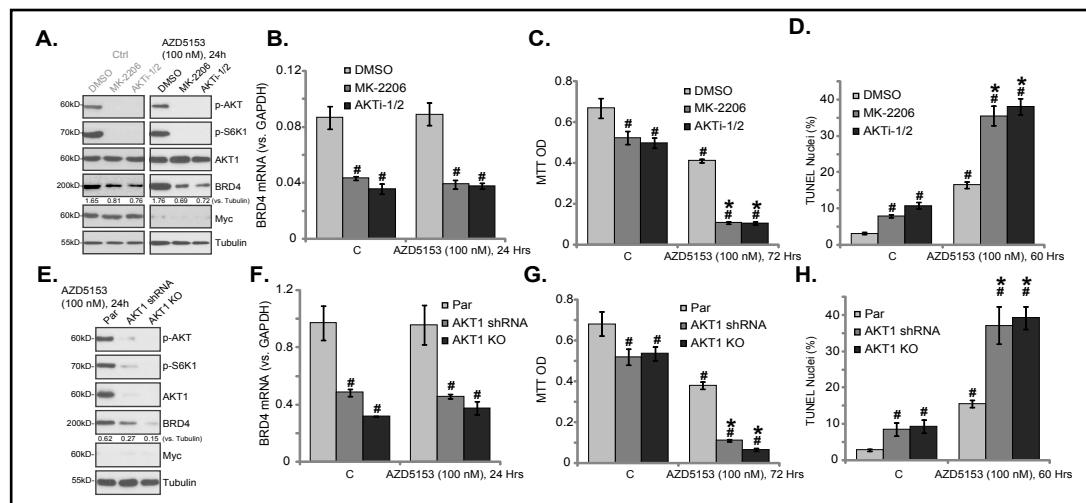 A.
Ctrl
AZD5153
(100 nM), 24h
DMSO
MK-2206
AKTi-1/2
DMSO
MK-2206
AKTi-1/2
60kD-
p-AKT
70kD-
p-S6K1
60kD-
AKT1
200kD-
BRD4
1.65 0.81 0.76 1.76 0.69 0.72 (vs. Tubulin)
60kD-
Myc
55kD-
Tubulin
B.
BRD4 mRNA (vs. GAPDH)
0.12
0.08
0.04
0
DMSO
MK-2206
AKTi-1/2
# # # #
C AZD5153 (100 nM), 24 Hrs
C.
MTT OD
0.8
0.6
0.4
0.2
0
DMSO
MK-2206
AKTi-1/2
# # # * # * #
C AZD5153 (100 nM), 72 Hrs
D.
TUNEL Nuclei (%)
40
30
20
10
0
DMSO
MK-2206
AKTi-1/2
# # # * # * #
C AZD5153 (100 nM), 60 Hrs
E.
AZD5153
(100 nM), 24h
Par
AKT1 shRNA
AKT1 KO
60kD-
p-AKT
70kD-
p-S6K1
60kD-
AKT1
200kD-
BRD4
0.62 0.27 0.15 (vs. Tubulin)
60kD-
Myc
55kD-
Tubulin
F.
BRD4 mRNA (vs. GAPDH)
1.2
0.8
0.4
0
Par
AKT1 shRNA
AKT1 KO
# # # #
C AZD5153 (100 nM), 24 Hrs
G.
MTT OD
0.8
0.6
0.4
0.2
0
Par
AKT1 shRNA
AKT1 KO
# # # * # * #
C AZD5153 (100 nM), 72 Hrs
H.
TUNEL Nuclei (%)
50
40
30
20
10
0
Par
AKT1 shRNA
AKT1 KO
# # # * # * #
C AZD5153 (100 nM), 60 Hrs